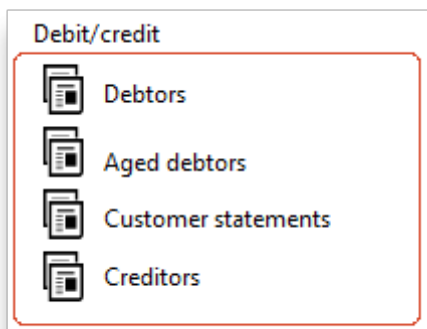 Debit/credit
Debtors
Aged debtors
Customer statements
Creditors